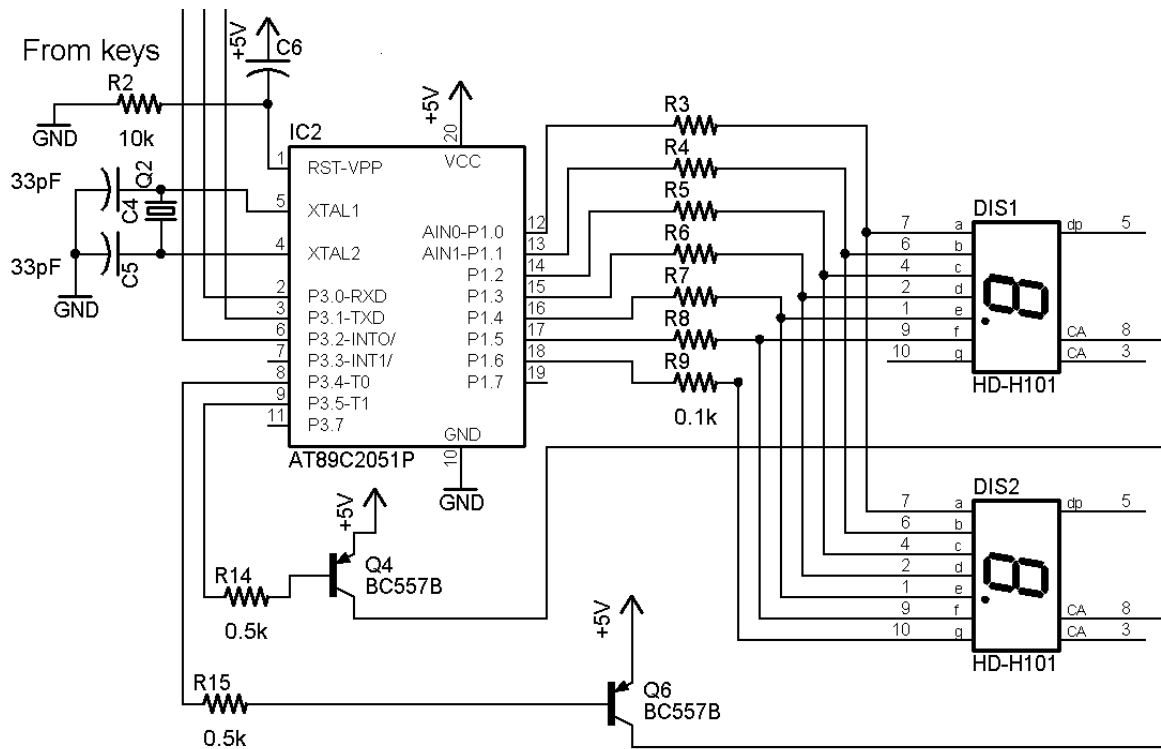 From keys
+5V
C6
R2
GND
10k
+5V
20
IC2
VCC
1
RST-VPP
33pF
C4
Q2
5
XTAL1
4
XTAL2
33pF
C5
GND
2
P3.0-RXD
3
P3.1-TXD
6
P3.2-INTO/
7
P3.3-INT1/
8
P3.4-T0
9
P3.5-T1
11
P3.7
AIN0-P1.0
12
AIN1-P1.1
13
P1.2
14
P1.3
15
P1.4
16
P1.5
17
P1.6
18
P1.7
19
GND
10
AT89C2051P
GND
R3
R4
R5
R6
R7
R8
R9
0.1k
DIS1
7 a dp 5
6 b
4 c
2 d
1 e
9 f CA 8
10 g CA 3
HD-H101
DIS2
7 a dp 5
6 b
4 c
2 d
1 e
9 f CA 8
10 g CA 3
HD-H101
+5V
R14
0.5k
Q4
BC557B
+5V
R15
0.5k
Q6
BC557B